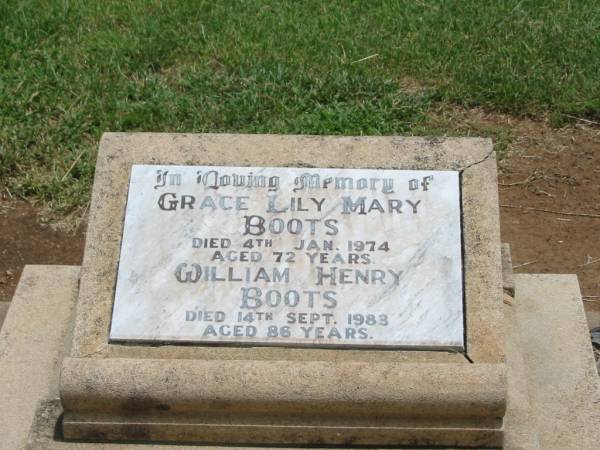 In Loving Memory of
GRACE LILY MARY
BOOTS
DIED 4TH JAN. 1974
AGED 72 YEARS.
WILLIAM HENRY
BOOTS
DIED 14TH SEPT. 1983
AGED 86 YEARS.